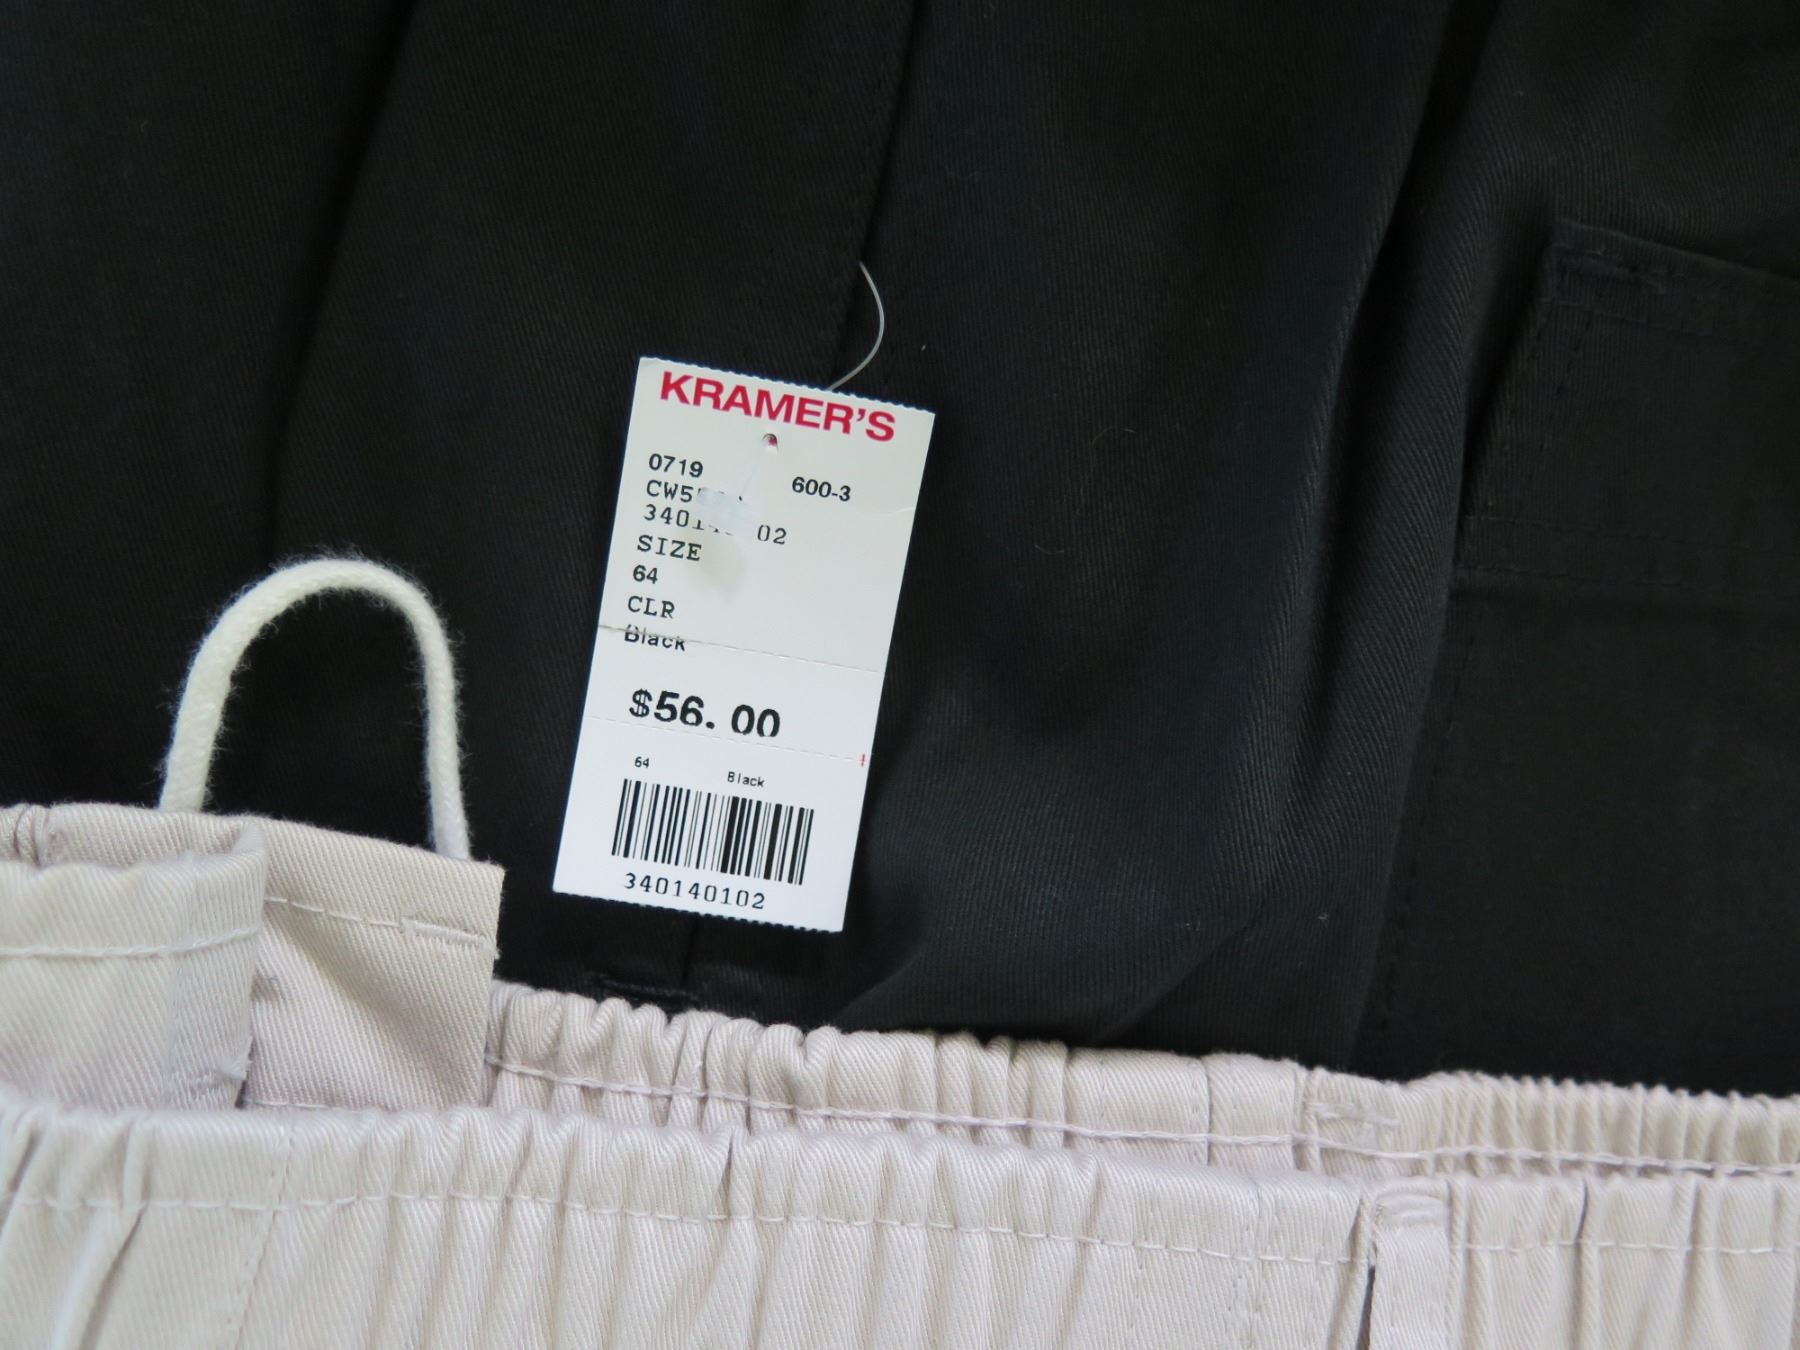 KRAMER'S
0719 600-3
SIZE
64
CLR
Black
$56.00
64 Black
340140102